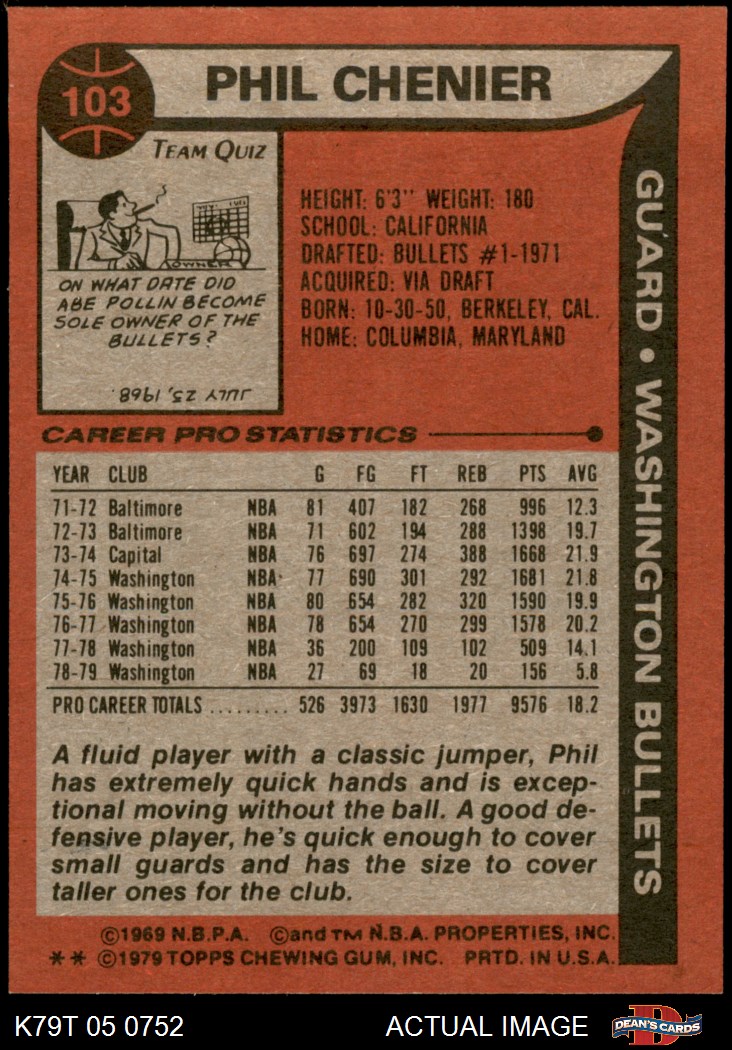 103
PHIL CHENIER
TEAM QUIZ
OWNER
ON WHAT DATE DID
ABE POLLIN BECOME
SOLE OWNER OF THE
BULLETS?
JULY 25, 1968.
HEIGHT: 6'3" WEIGHT: 180
SCHOOL: CALIFORNIA
DRAFTED: BULLETS #1-1971
ACQUIRED: VIA DRAFT
BORN: 10-30-50, BERKELEY, CAL.
HOME: COLUMBIA, MARYLAND
GUARD • WASHINGTON BULLETS
CAREER PRO STATISTICS
YEAR CLUB G FG FT REB PTS AVG
71-72 Baltimore NBA 81 407 182 268 996 12.3
72-73 Baltimore NBA 71 602 194 288 1398 19.7
73-74 Capital NBA 76 697 274 388 1668 21.9
74-75 Washington NBA 77 690 301 292 1681 21.8
75-76 Washington NBA 80 654 282 320 1590 19.9
76-77 Washington NBA 78 654 270 299 1578 20.2
77-78 Washington NBA 36 200 109 102 509 14.1
78-79 Washington NBA 27 69 18 20 156 5.8
PRO CAREER TOTALS ......... 526 3973 1630 1977 9576 18.2
A fluid player with a classic jumper, Phil
has extremely quick hands and is excep-
tional moving without the ball. A good de-
fensive player, he's quick enough to cover
small guards and has the size to cover
taller ones for the club.
©1969 N.B.P.A. ©and TM N.B.A. PROPERTIES, INC.
** ©1979 TOPPS CHEWING GUM, INC. PRTD. IN U.S.A.
K79T 05 0752 ACTUAL IMAGE
D
DEAN'S CARDS